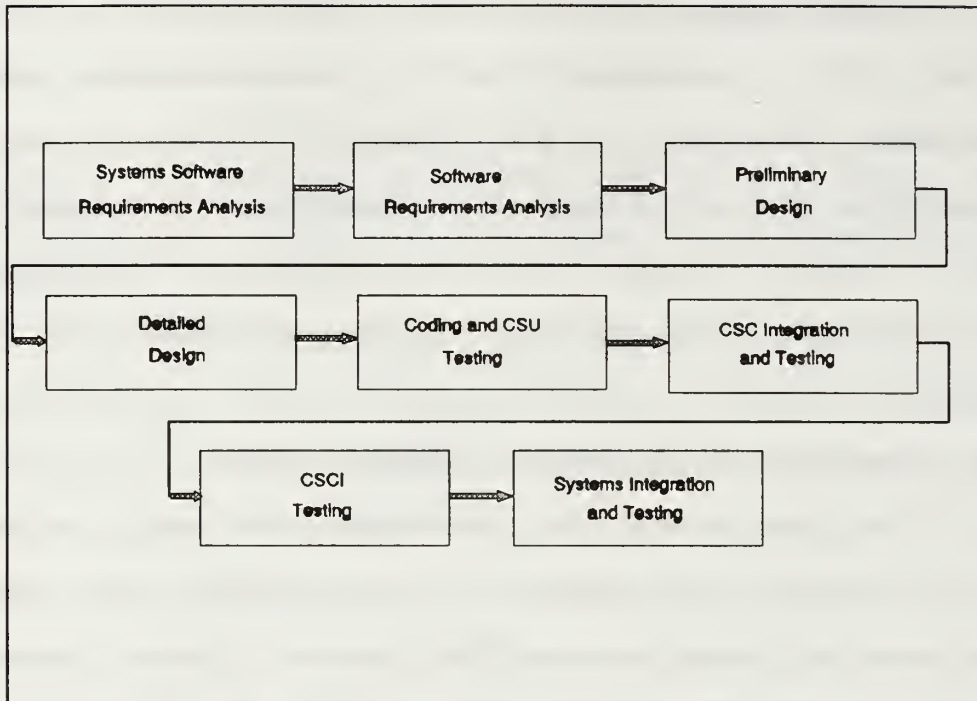 Systems Software
Requirements Analysis
Software
Requirements Analysis
Preliminary
Design
Detailed
Design
Coding and CSU
Testing
CSC Integration
and Testing
CSCI
Testing
Systems Integration
and Testing